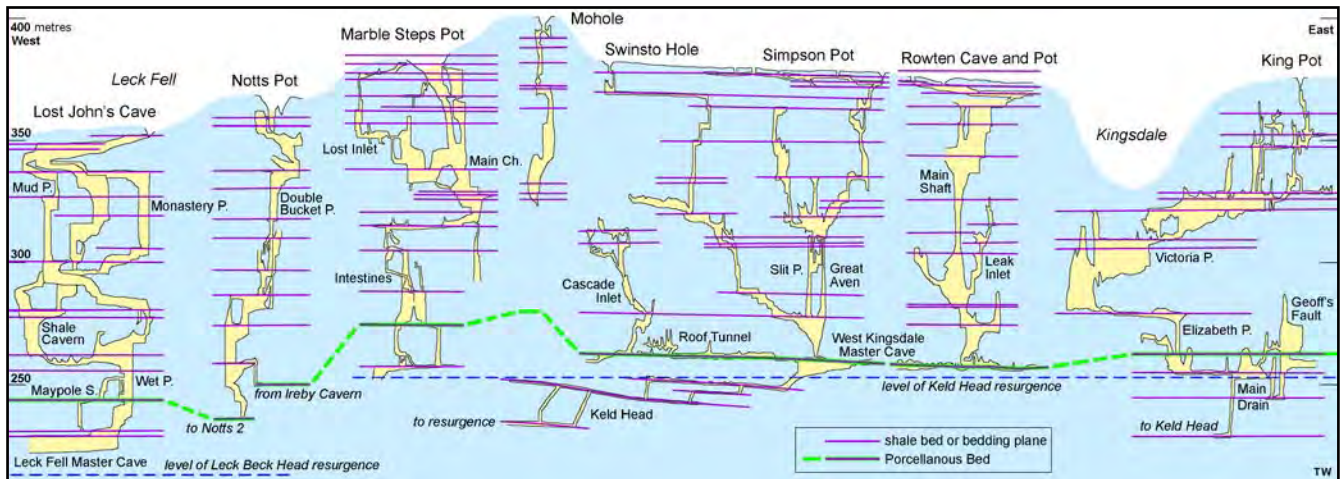 400 metres
West
East
Mohole
Marble Steps Pot
Swinsto Hole
Simpson Pot
Rowten Cave and Pot
King Pot
Leck Fell
Notts Pot
Lost John's Cave
350
Kingsdale
Lost Inlet
Main Ch.
Mud P.
Monastery P.
Double
Bucket P.
Main
Shaft
300
Victoria P.
Intestines
Cascade
Inlet
Slit P.
Great
Aven
Leak
Inlet
Geoff's
Fault
Shale
Cavern
Roof Tunnel
West Kingsdale
Master Cave
Elizabeth P.
250
Maypole S.
Wet P.
from Ireby Cavern
level of Keld Head resurgence
Main
Drain
to Notts 2
to resurgence
Keld Head
to Keld Head
shale bed or bedding plane
Porcellanous Bed
Leck Fell Master Cave
level of Leck Beck Head resurgence
TW